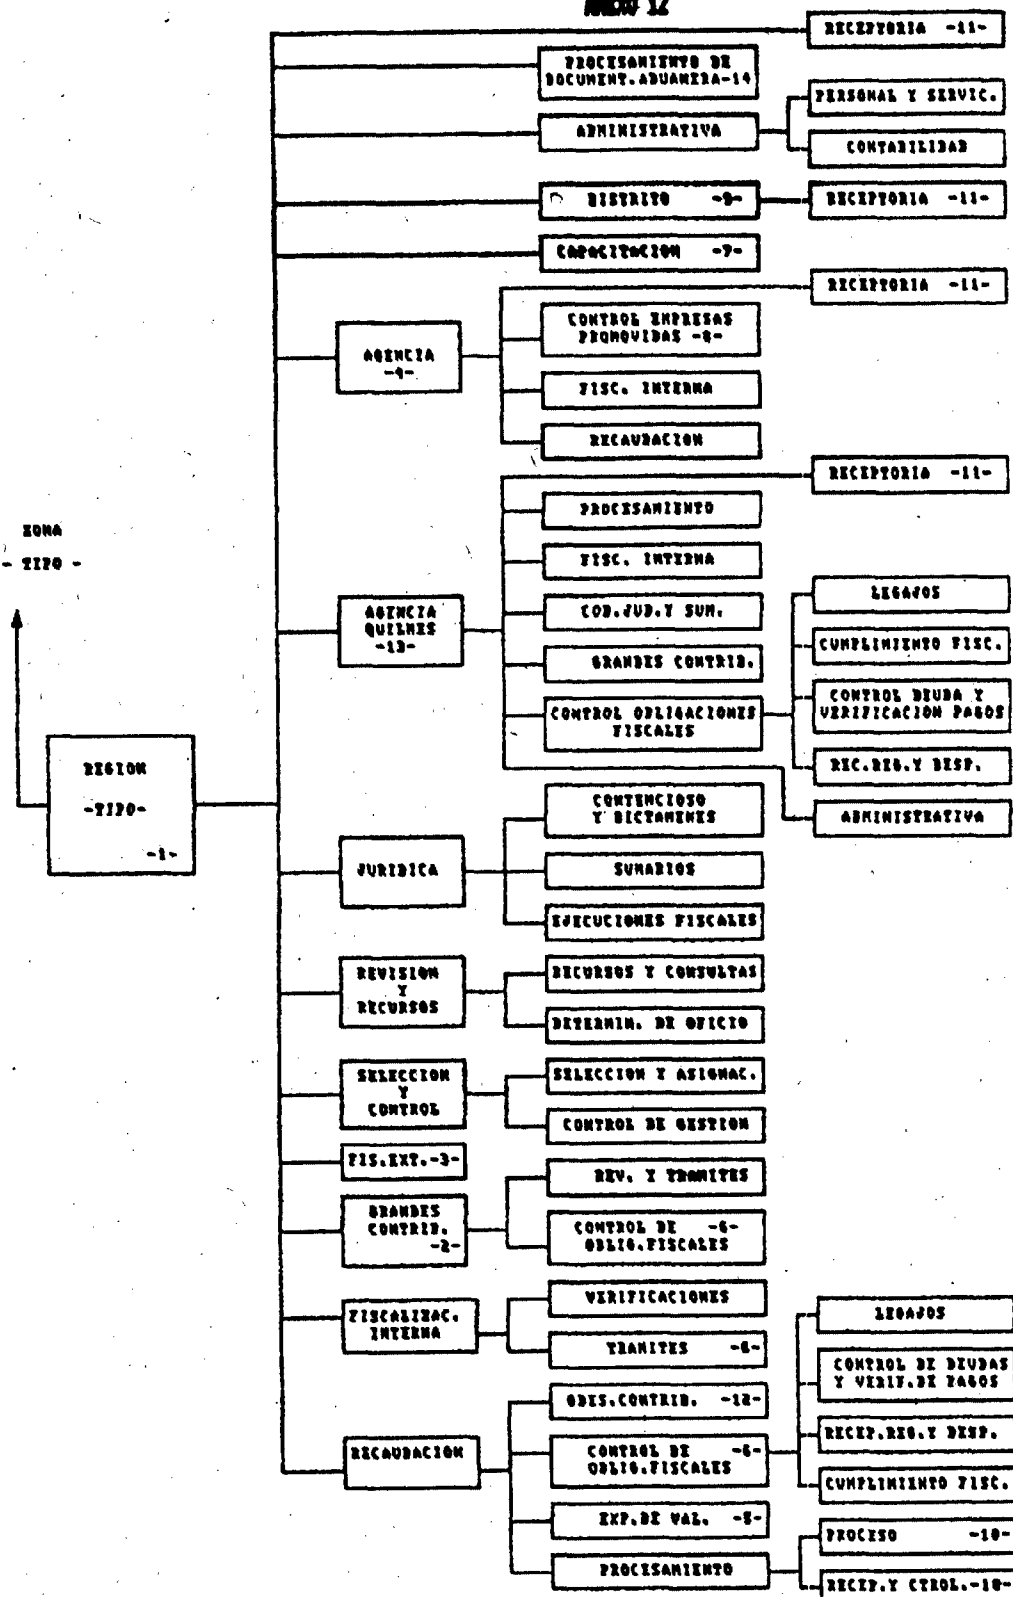 ANEXO 12
RECEPTORIA -11-
PROCESAMIENTO DE
DOCUMENT.ADUANERA-14
PERSONAL Y SERVIC.
ADMINISTRATIVA
CONTABILIDAD
DISTRITO -9-
RECEPTORIA -11-
CAPACITACION -7-
RECEPTORIA -11-
CONTROL EMPRESAS
PROMOVIDAS -8-
AGENCIA
-4-
FISC. INTERNA
RECAUDACION
RECEPTORIA -11-
PROCESAMIENTO
ZONA
- TIPO -
FISC. INTERNA
LEGAJOS
AGENCIA
QUILMES
-13-
COB.JUD.Y SUM.
CUMPLIMIENTO FISC.
GRANDES CONTRIB.
CONTROL DEUDA Y
VERIFICACION PAGOS
CONTROL OBLIGACIONES
FISCALES
REC.REG.Y DESP.
REGION
-TIPO-
-1-
CONTENCIOSO
Y DICTAMENES
ADMINISTRATIVA
JURIDICA
SUMARIOS
EJECUCIONES FISCALES
REVISION
Y
RECURSOS
RECURSOS Y CONSULTAS
DETERMIN. DE OFICIO
SELECCION
Y
CONTROL
SELECCION Y ASIGNAC.
CONTROL DE GESTION
FIS.EXT.-3-
REV. Y TRAMITES
GRANDES
CONTRIB.
-2-
CONTROL DE -6-
OBLIG.FISCALES
VERIFICACIONES
FISCALIZAC.
INTERNA
LEGAJOS
TRAMITES -6-
CONTROL DE DEUDAS
Y VERIF.DE PAGOS
GDES.CONTRIB. -12-
RECEP.REG.Y DESP.
RECAUDACION
CONTROL DE -6-
OBLIG.FISCALES
CUMPLIMIENTO FISC.
EXP.DE VAL. -5-
PROCESO -10-
PROCESAMIENTO
RECEP.Y CTROL.-10-